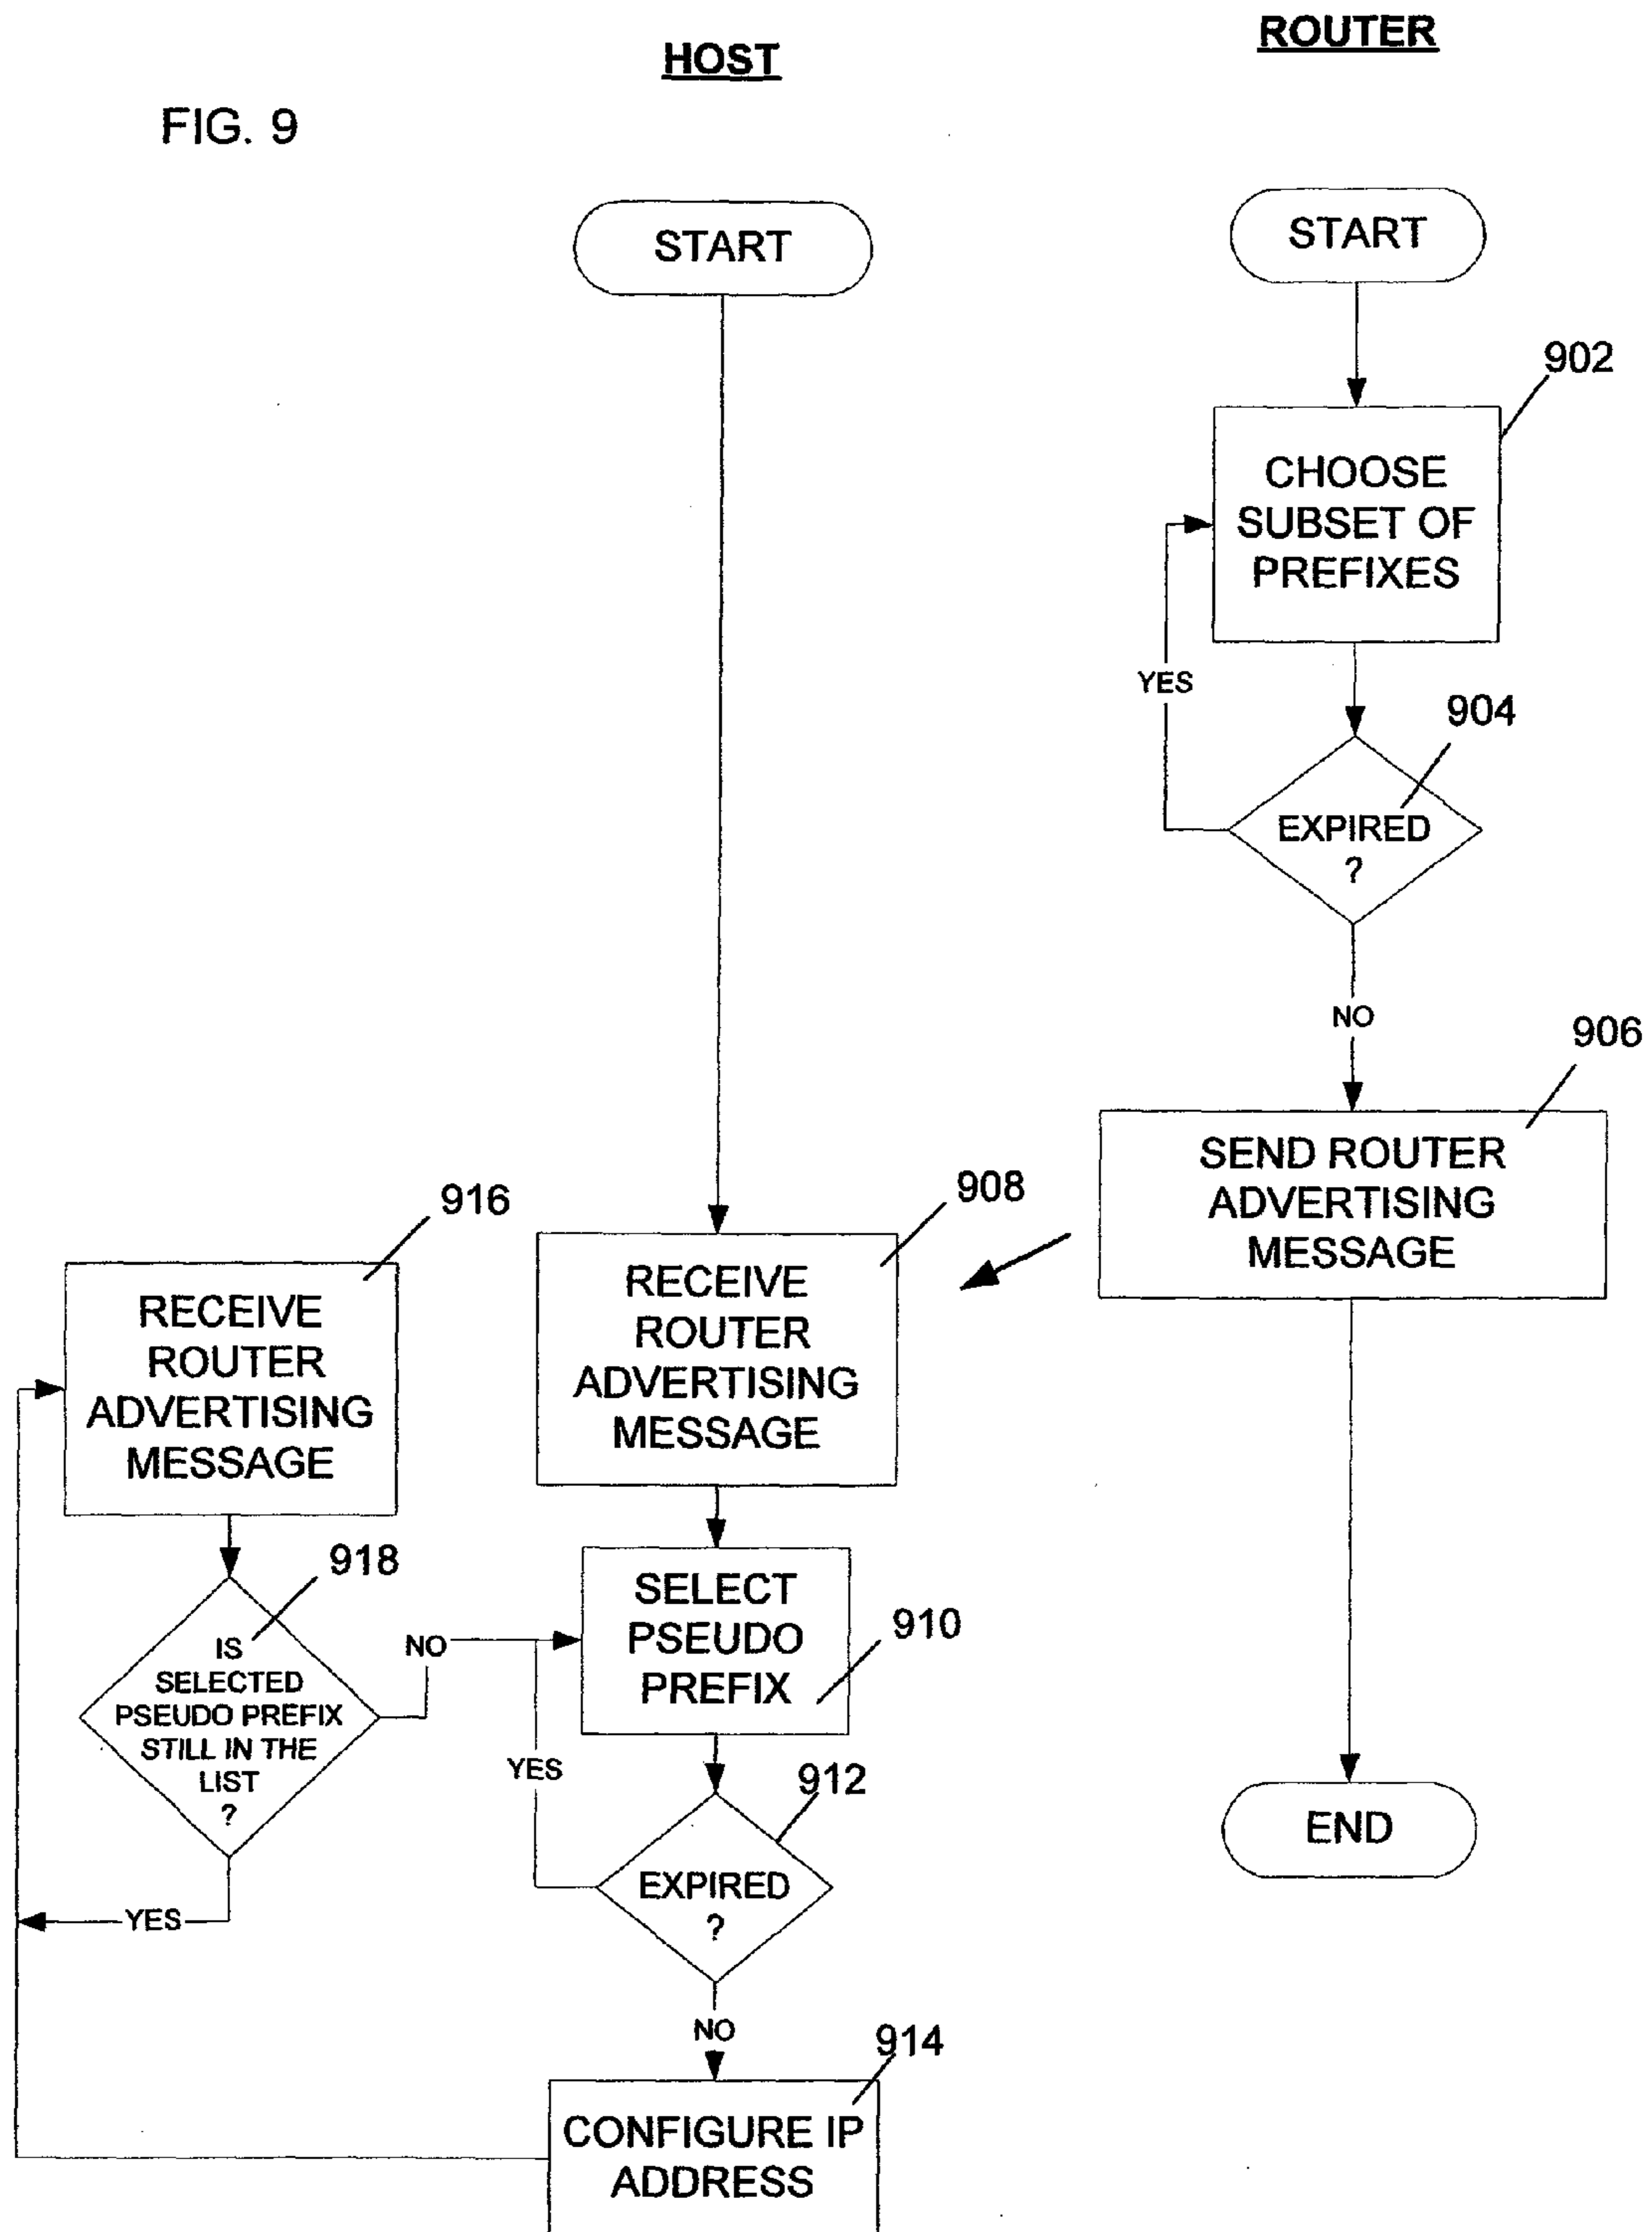 HOST
ROUTER
FIG. 9
START
START
902
CHOOSE
SUBSET OF
PREFIXES
YES
904
EXPIRED
?
NO
906
SEND ROUTER
ADVERTISING
MESSAGE
908
RECEIVE
ROUTER
ADVERTISING
MESSAGE
916
RECEIVE
ROUTER
ADVERTISING
MESSAGE
918
IS
SELECTED
PSEUDO PREFIX
STILL IN THE
LIST
?
NO
YES
SELECT
PSEUDO
PREFIX
910
YES
912
EXPIRED
?
NO
914
CONFIGURE IP
ADDRESS
END